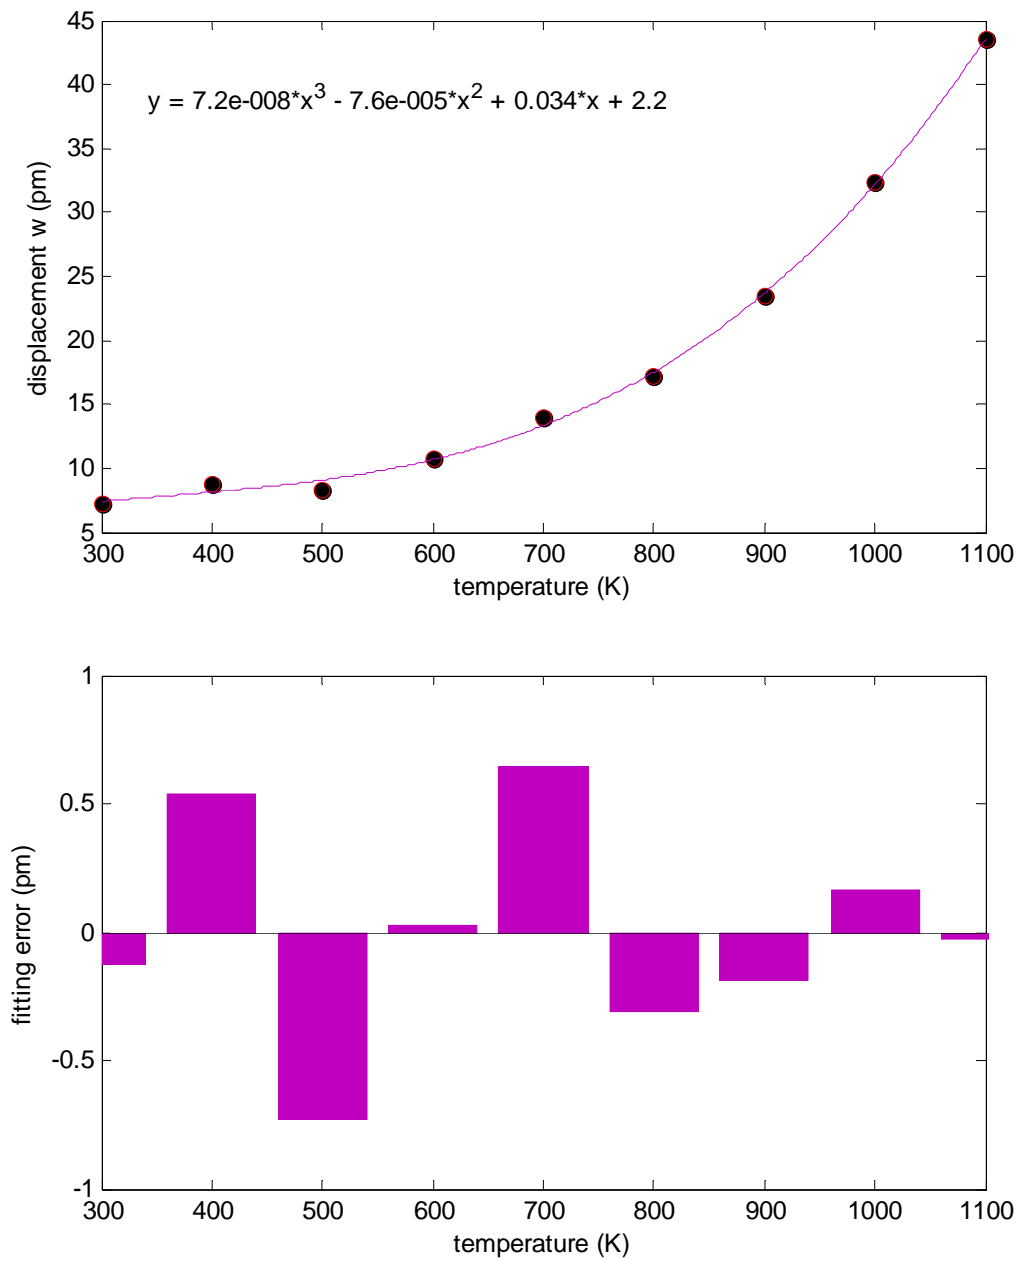 45
40
y = 7.2e-008*x^3 - 7.6e-005*x^2 + 0.034*x + 2.2
35
30
25
20
15
10
5
displacement w (pm)
300 400 500 600 700 800 900 1000 1100
temperature (K)
1
0.5
0
-0.5
-1
fitting error (pm)
300 400 500 600 700 800 900 1000 1100
temperature (K)